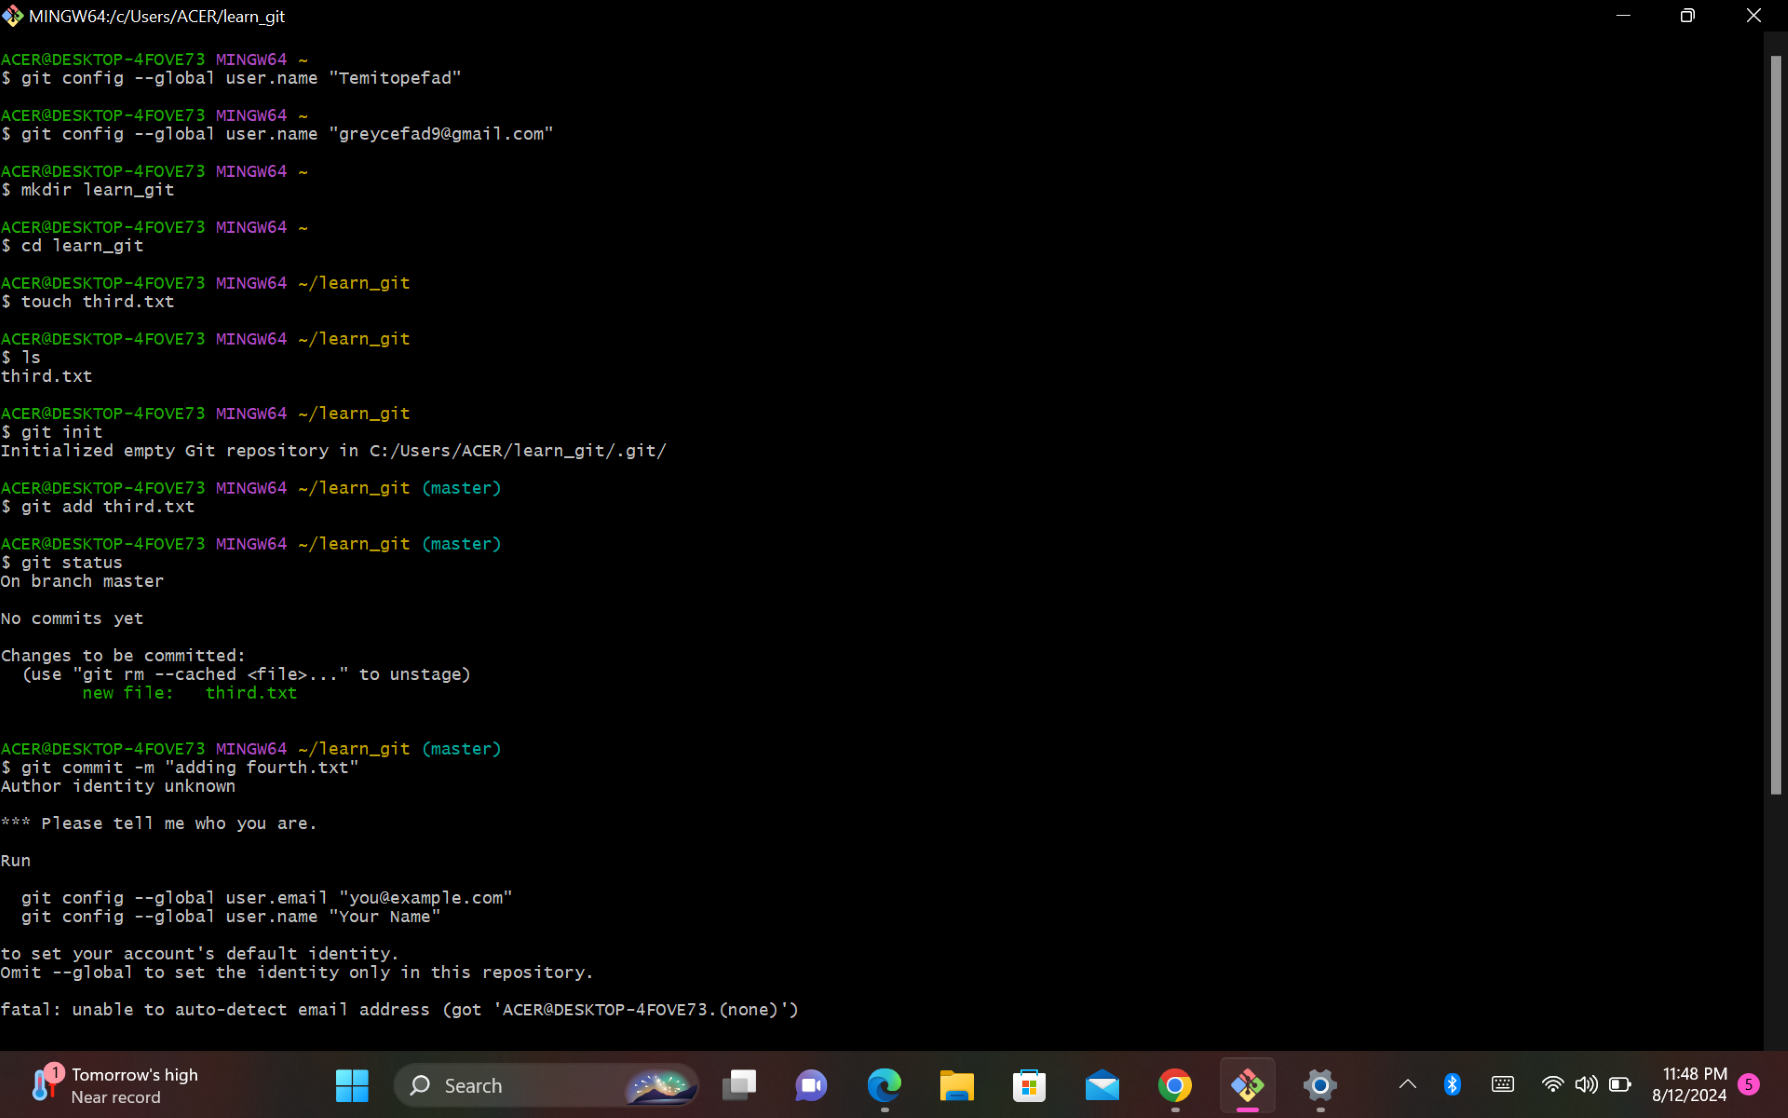 MINGW64:/c/Users/ACER/learn_git
ACER@DESKTOP-4FOVE73 MINGW64 ~
$ git config --global user.name "Temitopefad"
ACER@DESKTOP-4FOVE73 MINGW64 ~
$ git config --global user.name "greycefad9@gmail.com"
ACER@DESKTOP-4FOVE73 MINGW64 ~
$ mkdir learn_git
ACER@DESKTOP-4FOVE73 MINGW64 ~
$ cd learn_git
ACER@DESKTOP-4FOVE73 MINGW64 ~/learn_git
$ touch third.txt
ACER@DESKTOP-4FOVE73 MINGW64 ~/learn_git
$ ls
third.txt
ACER@DESKTOP-4FOVE73 MINGW64 ~/learn_git
$ git init
Initialized empty Git repository in C:/Users/ACER/learn_git/.git/
ACER@DESKTOP-4FOVE73 MINGW64 ~/learn_git (master)
$ git add third.txt
ACER@DESKTOP-4FOVE73 MINGW64 ~/learn_git (master)
$ git status
On branch master
No commits yet
Changes to be committed:
  (use "git rm --cached <file>..." to unstage)
        new file:   third.txt
ACER@DESKTOP-4FOVE73 MINGW64 ~/learn_git (master)
$ git commit -m "adding fourth.txt"
Author identity unknown
*** Please tell me who you are.
Run
  git config --global user.email "you@example.com"
  git config --global user.name "Your Name"
to set your account's default identity.
Omit --global to set the identity only in this repository.
fatal: unable to auto-detect email address (got 'ACER@DESKTOP-4FOVE73.(none)')
1
Tomorrow's high
Near record
Search
11:48 PM
8/12/2024
5